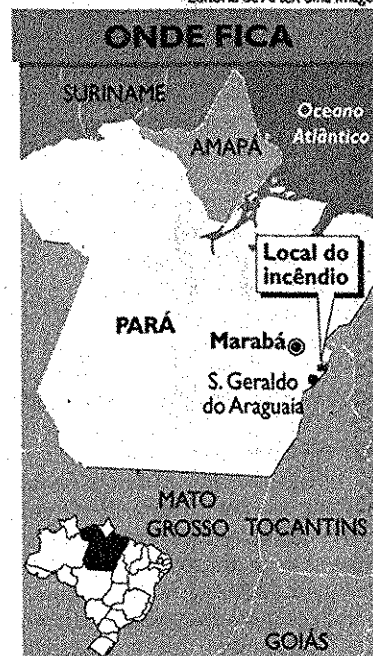 ONDE FICA
SURINAME
Oceano
Atlântico
AMAPÁ
Local do
incêndio
PARÁ
Marabá
S. Geraldo
do Araguaia
MATO
GROSSO
TOCANTINS
GOIÁS